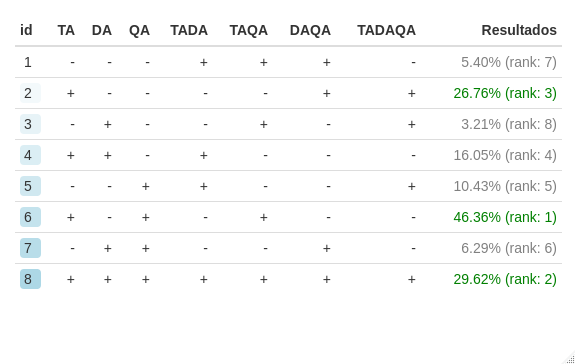 id TA DA QA TADA TAQA DAQA TADAQA Resultados
1 - - - + + + - 5.40% (rank: 7)
2 + - - - - + + 26.76% (rank: 3)
3 - + - - + - + 3.21% (rank: 8)
4 + + - + - - - 16.05% (rank: 4)
5 - - + + - - + 10.43% (rank: 5)
6 + - + - + - - 46.36% (rank: 1)
7 - + + - - + - 6.29% (rank: 6)
8 + + + + + + + 29.62% (rank: 2)